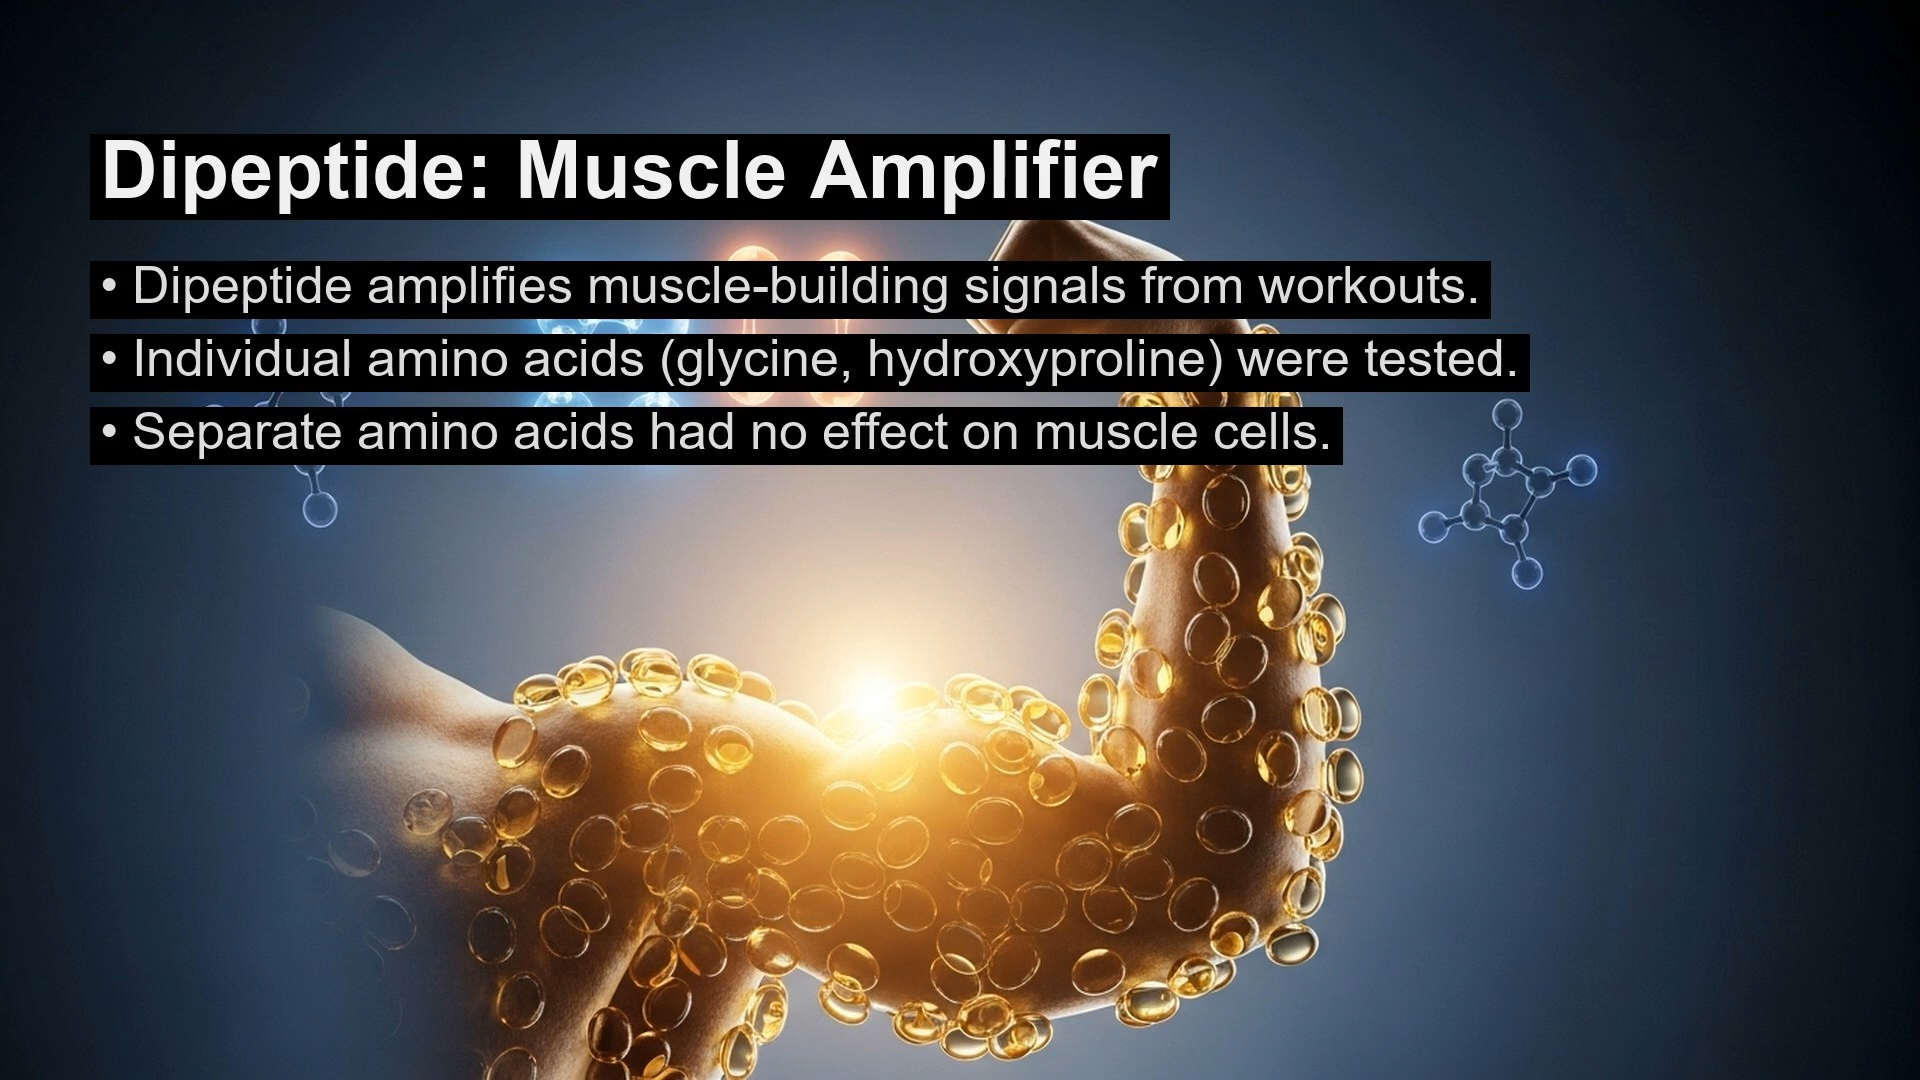 Dipeptide: Muscle Amplifier
• Dipeptide amplifies muscle-building signals from workouts.
• Individual amino acids (glycine, hydroxyproline) were tested.
• Separate amino acids had no effect on muscle cells.